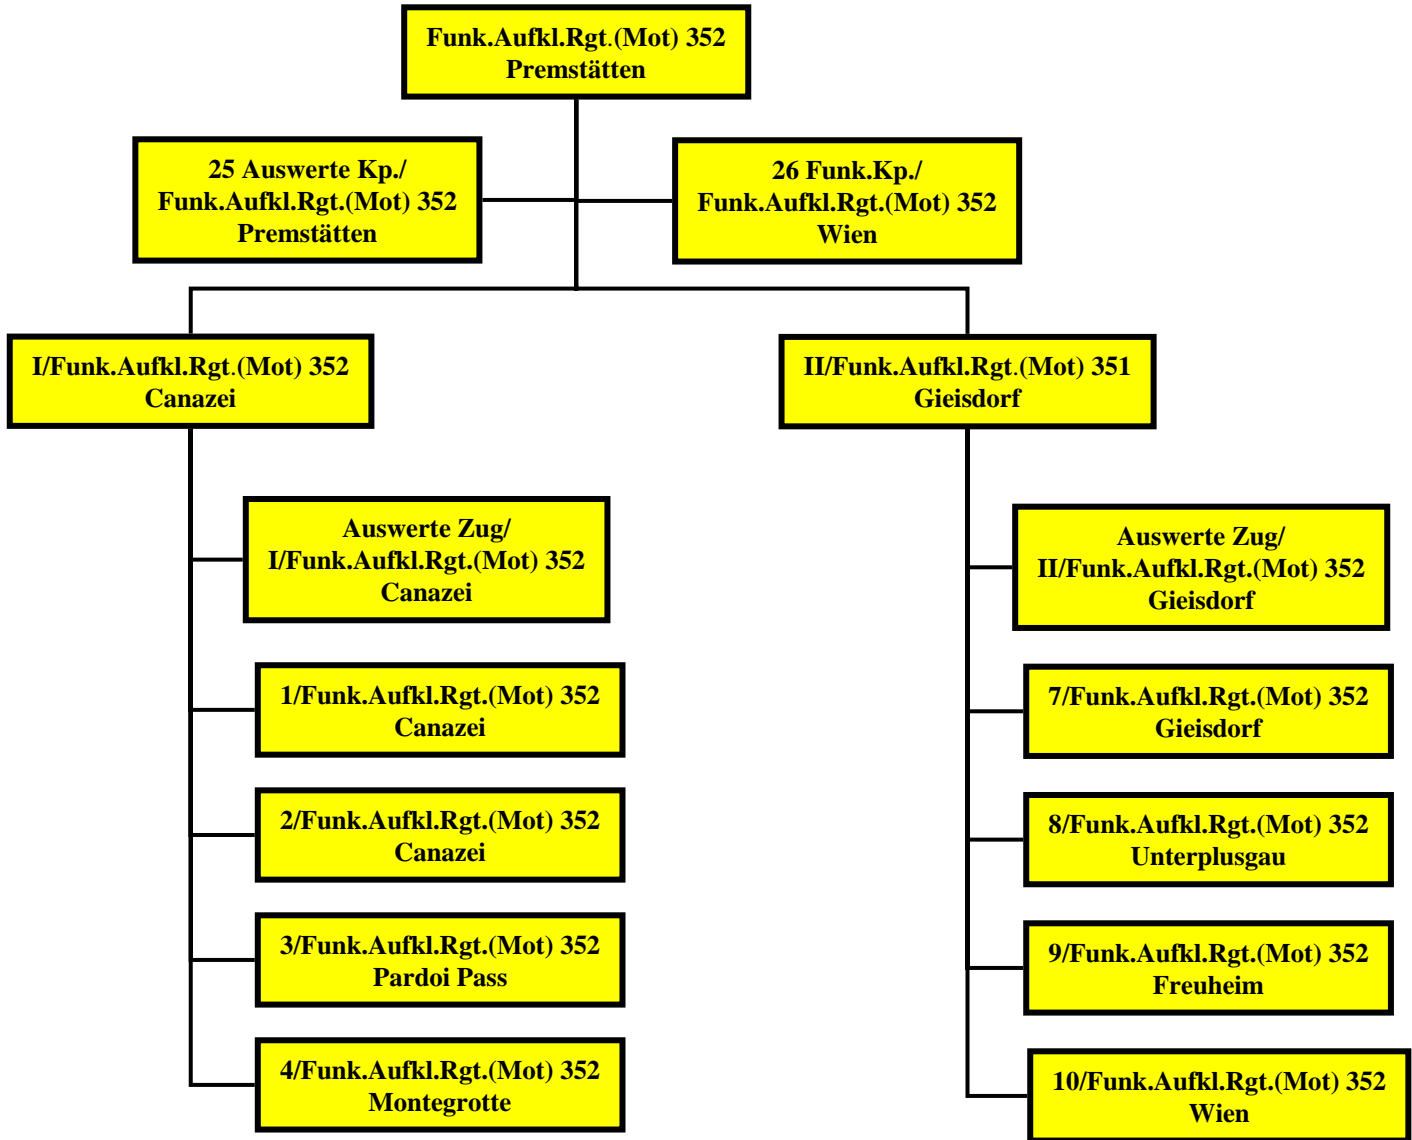 Funk.Aufkl.Rgt.(Mot) 352
Premstätten
25 Auswerte Kp./
Funk.Aufkl.Rgt.(Mot) 352
Premstätten
26 Funk.Kp./
Funk.Aufkl.Rgt.(Mot) 352
Wien
I/Funk.Aufkl.Rgt.(Mot) 352
Canazei
Auswerte Zug/
I/Funk.Aufkl.Rgt.(Mot) 352
Canazei
1/Funk.Aufkl.Rgt.(Mot) 352
Canazei
2/Funk.Aufkl.Rgt.(Mot) 352
Canazei
3/Funk.Aufkl.Rgt.(Mot) 352
Pardoi Pass
4/Funk.Aufkl.Rgt.(Mot) 352
Montegrotte
II/Funk.Aufkl.Rgt.(Mot) 351
Gieisdorf
Auswerte Zug/
II/Funk.Aufkl.Rgt.(Mot) 352
Gieisdorf
7/Funk.Aufkl.Rgt.(Mot) 352
Gieisdorf
8/Funk.Aufkl.Rgt.(Mot) 352
Unterplusgau
9/Funk.Aufkl.Rgt.(Mot) 352
Freuheim
10/Funk.Aufkl.Rgt.(Mot) 352
Wien